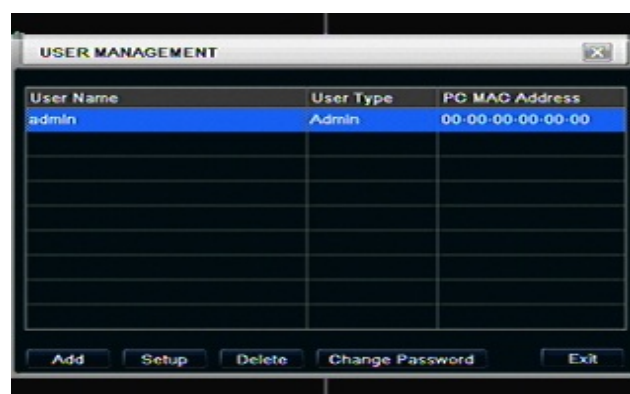 USER MANAGEMENT
User Name User Type PC MAC Address
admin Admin 00-00-00-00-00-00
Add Setup Delete Change Password Exit